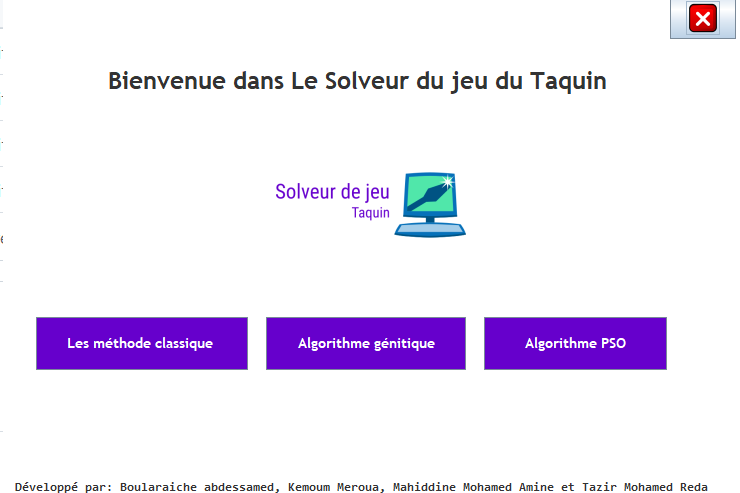 Bienvenue dans Le Solveur du jeu du Taquin
Solveur de jeu
Taquin
Les méthode classique
Algorithme génitique
Algorithme PSO
Développé par: Boularaiche abdessamed, Kemoum Meroua, Mahiddine Mohamed Amine et Tazir Mohamed Reda